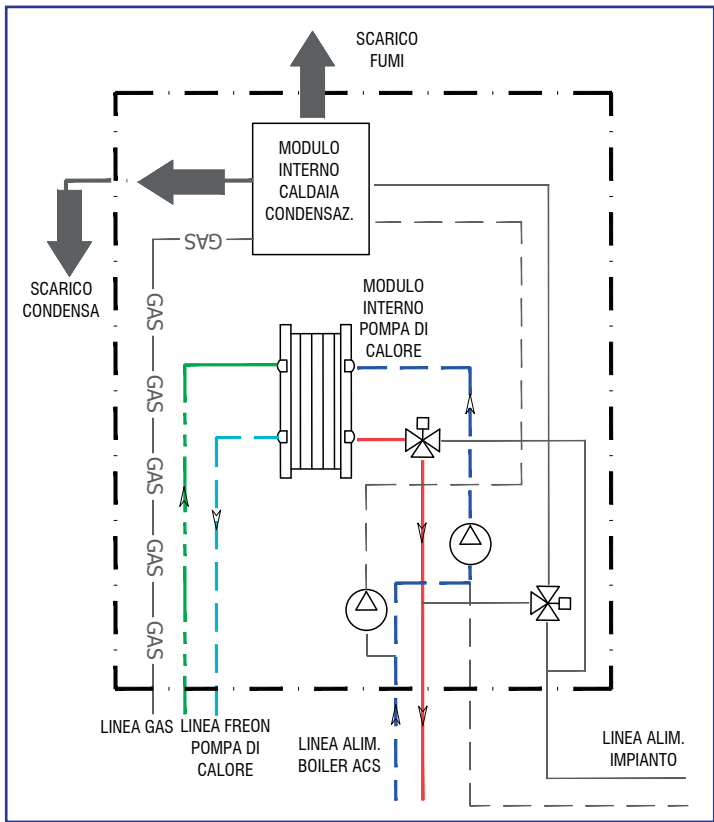 SCARICO
FUMI
MODULO
INTERNO
CALDAIA
CONDENSAZ.
GAS
SCARICO
CONDENSA
MODULO
INTERNO
POMPA DI
CALORE
GAS
GAS
GAS
GAS
GAS
LINEA GAS
LINEA FREON
POMPA DI
CALORE
LINEA ALIM.
BOILER ACS
LINEA ALIM.
IMPIANTO